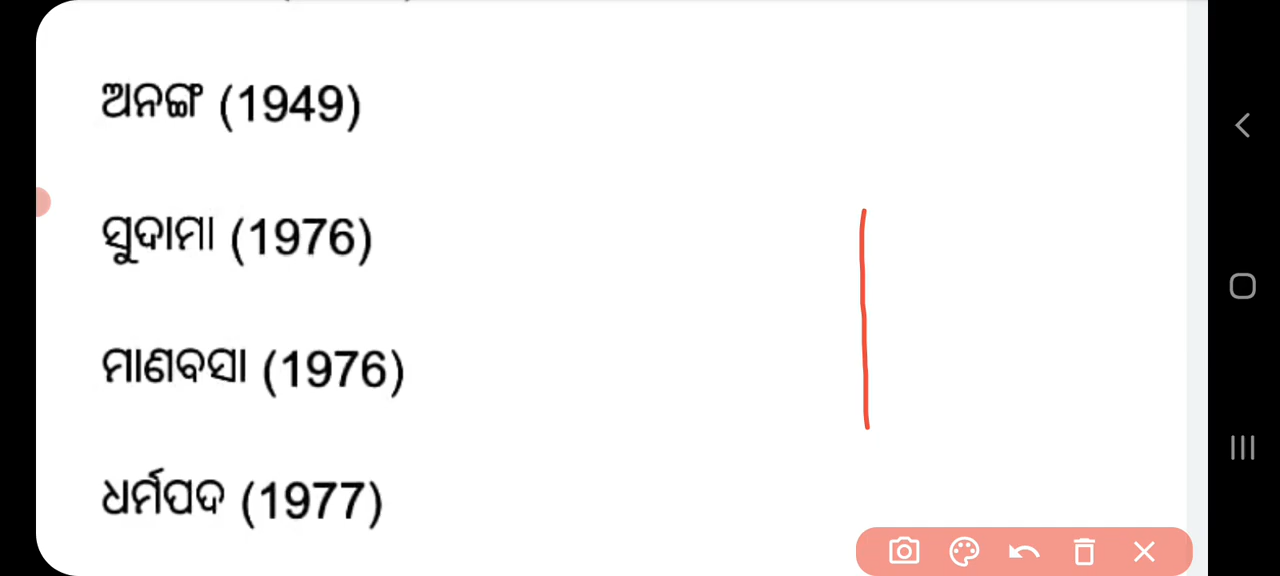 ଅନଙ୍ଗ (1949)
ସୁଦାମା (1976)
ମାଣବସା (1976)
ଧର୍ମପଦ (1977)